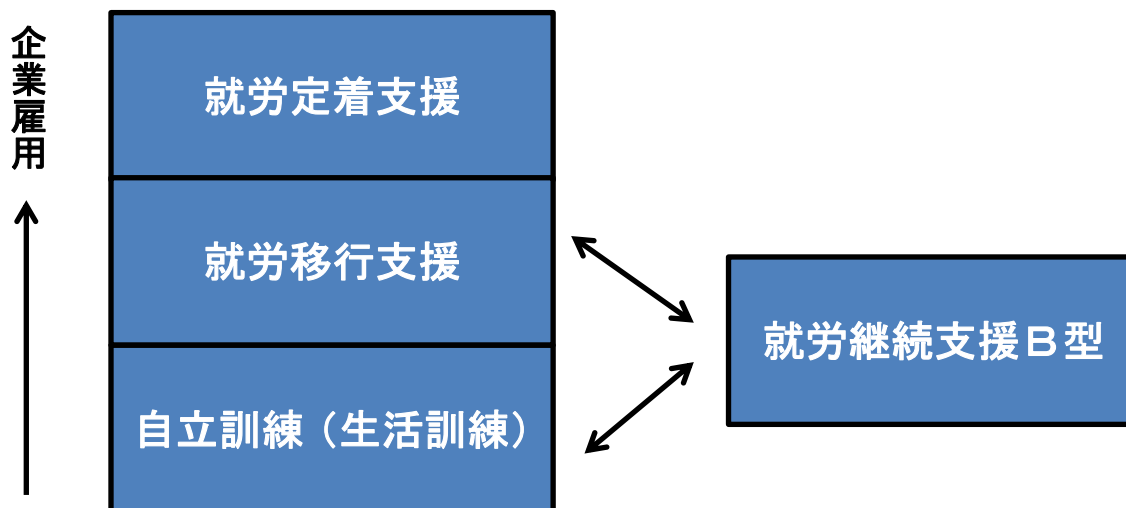 企業雇用
就労定着支援
就労移行支援
就労継続支援Ｂ型
自立訓練（生活訓練）